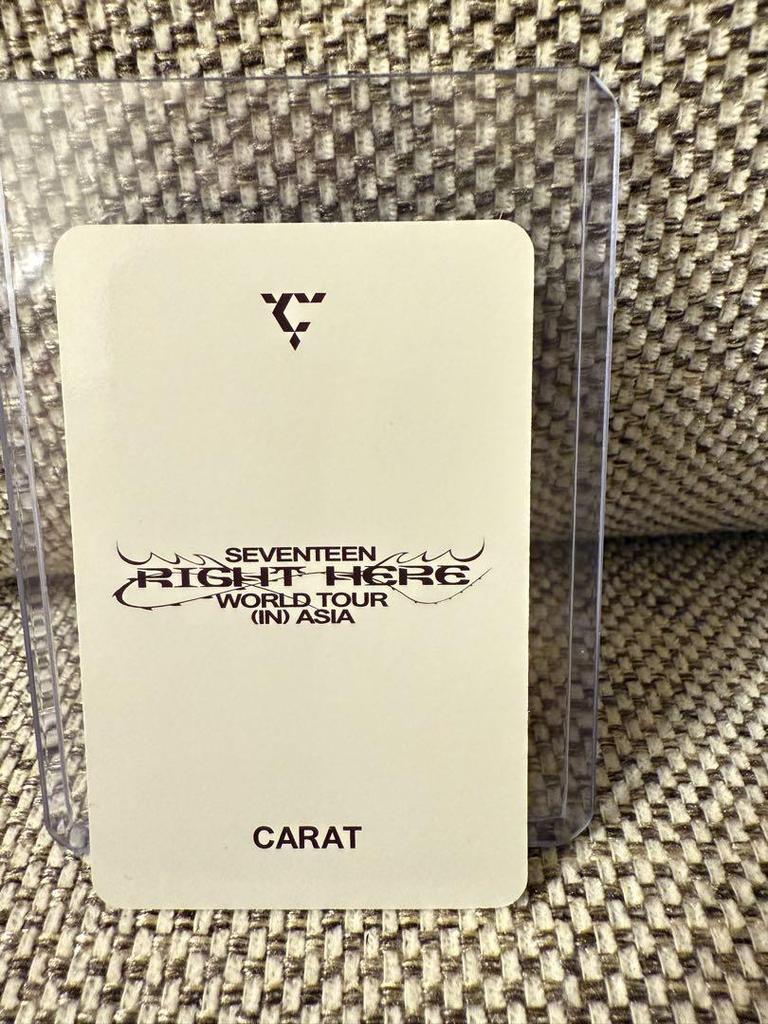 SEVENTEEN
RIGHT HERE
WORLD TOUR
(IN) ASIA
CARAT